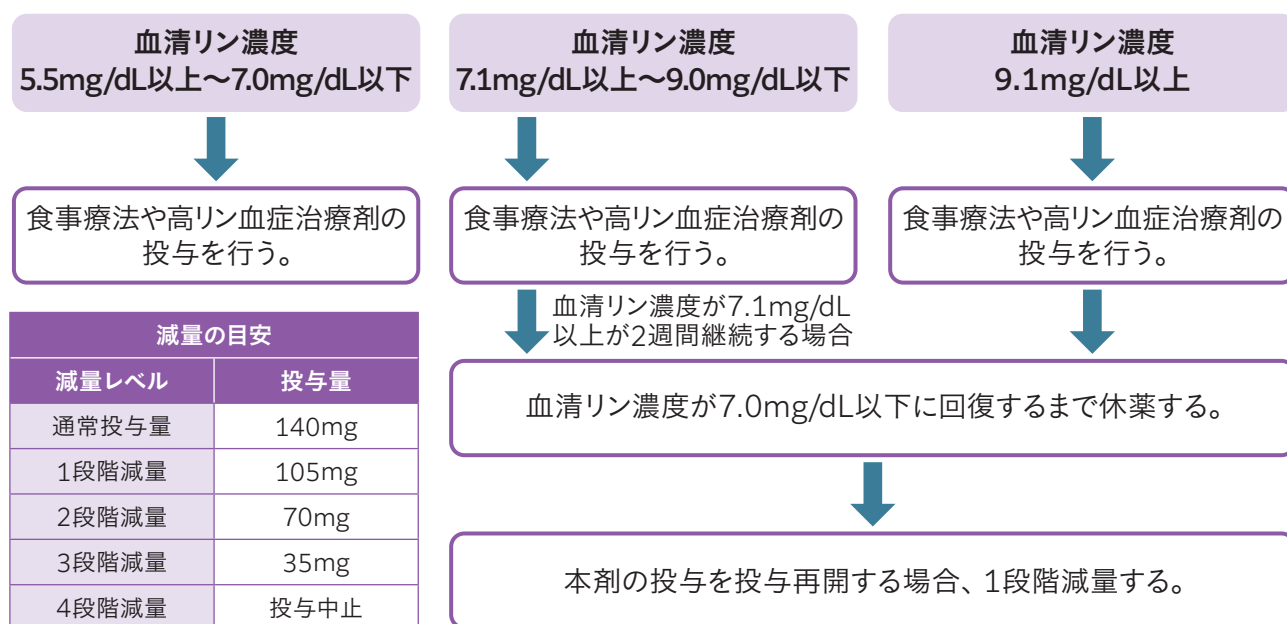 血清リン濃度
5.5mg/dL以上〜7.0mg/dL以下
食事療法や高リン血症治療剤の
投与を行う。
血清リン濃度
7.1mg/dL以上〜9.0mg/dL以下
食事療法や高リン血症治療剤の
投与を行う。
血清リン濃度が7.1mg/dL
以上が2週間継続する場合
血清リン濃度
9.1mg/dL以上
食事療法や高リン血症治療剤の
投与を行う。
血清リン濃度が7.0mg/dL以下に回復するまで休薬する。
本剤の投与を投与再開する場合、1段階減量する。
減量の目安
減量レベル 投与量
通常投与量 140mg
1段階減量 105mg
2段階減量 70mg
3段階減量 35mg
4段階減量 投与中止